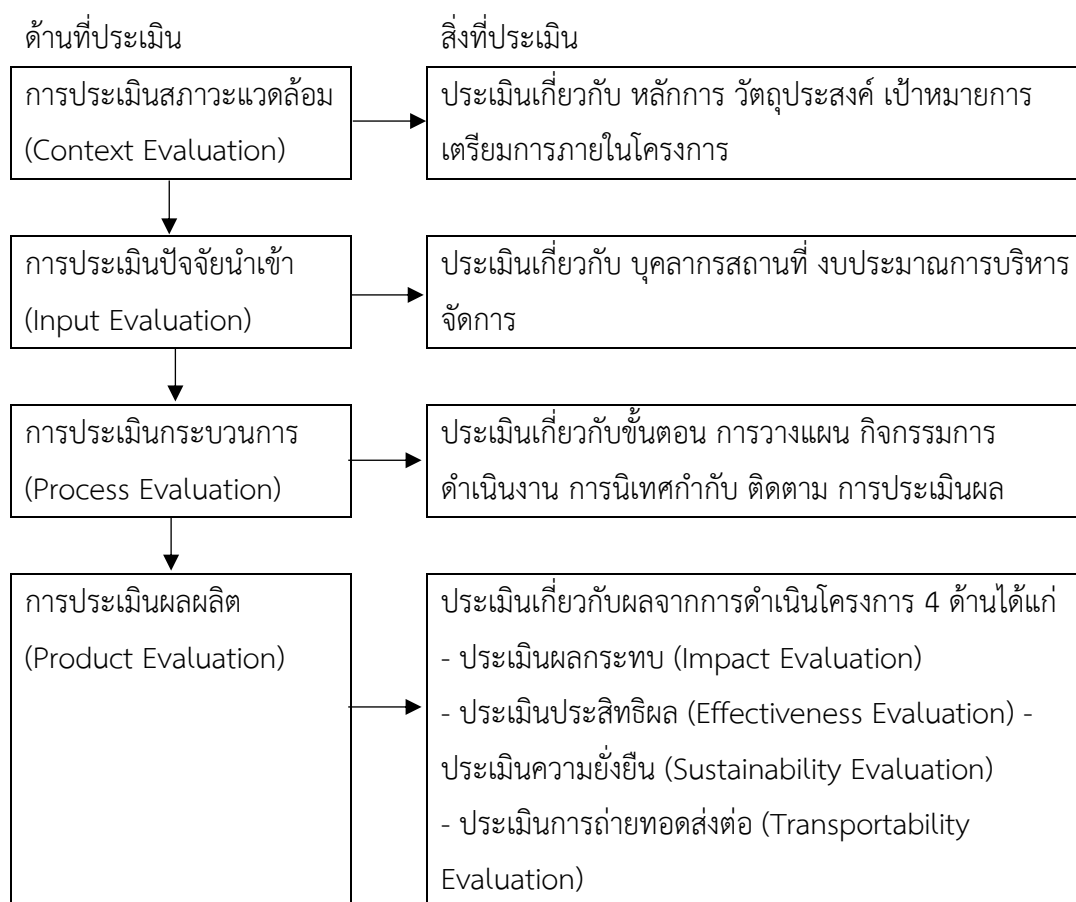 ด้านที่ประเมิน
สิ่งที่ประเมิน
การประเมินสภาวะแวดล้อม
(Context Evaluation)
ประเมินเกี่ยวกับ หลักการ วัตถุประสงค์ เป้าหมายการ
เตรียมการภายในโครงการ
การประเมินปัจจัยนำเข้า
(Input Evaluation)
ประเมินเกี่ยวกับ บุคลากรสถานที่ งบประมาณการบริหาร
จัดการ
การประเมินกระบวนการ
(Process Evaluation)
ประเมินเกี่ยวกับขั้นตอน การวางแผน กิจกรรมการ
ดำเนินงาน การนิเทศกำกับ ติดตาม การประเมินผล
การประเมินผลผลิต
(Product Evaluation)
ประเมินเกี่ยวกับผลจากการดำเนินโครงการ 4 ด้านได้แก่
- ประเมินผลกระทบ (Impact Evaluation)
- ประเมินประสิทธิผล (Effectiveness Evaluation) -
ประเมินความยั่งยืน (Sustainability Evaluation)
- ประเมินการถ่ายทอดส่งต่อ (Transportability
Evaluation)